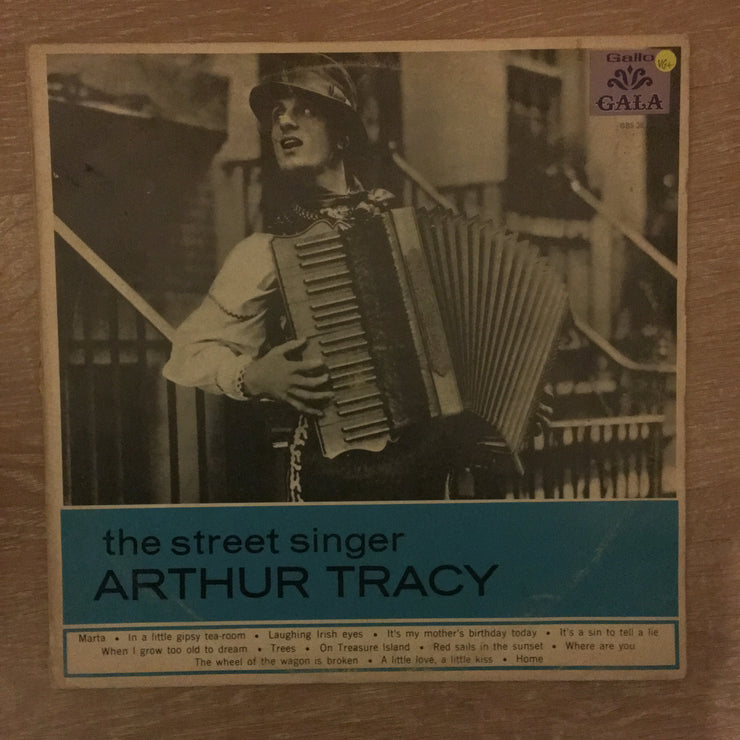 Gallo
VG+
GALA
the street singer
ARTHUR TRACY
Marta • In a little gipsy tea-room • Laughing Irish eyes • It's my mother's birthday today • It's a sin to tell a lie
When I grow too old to dream • Trees • On Treasure Island • Red sails in the sunset • Where are you
The wheel of the wagon is broken • A little love, a little kiss • Home